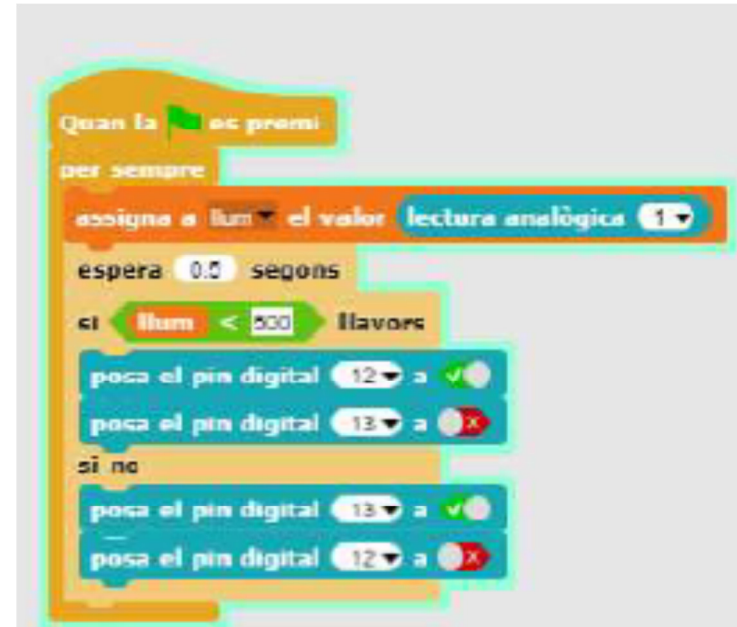 Quan la es premi
per sempre
assigna a llum el valor lectura analògica 1
espera 0.5 segons
si llum < 500 llavors
posa el pin digital 12 a
posa el pin digital 13 a
si no
posa el pin digital 13 a
posa el pin digital 12 a